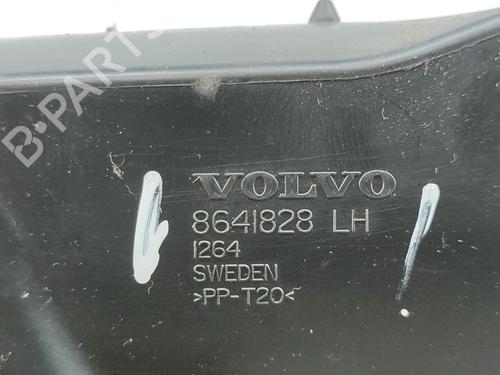 B-PARTS
VOLVO
8641828 LH
1264
SWEDEN
>PP-T20<